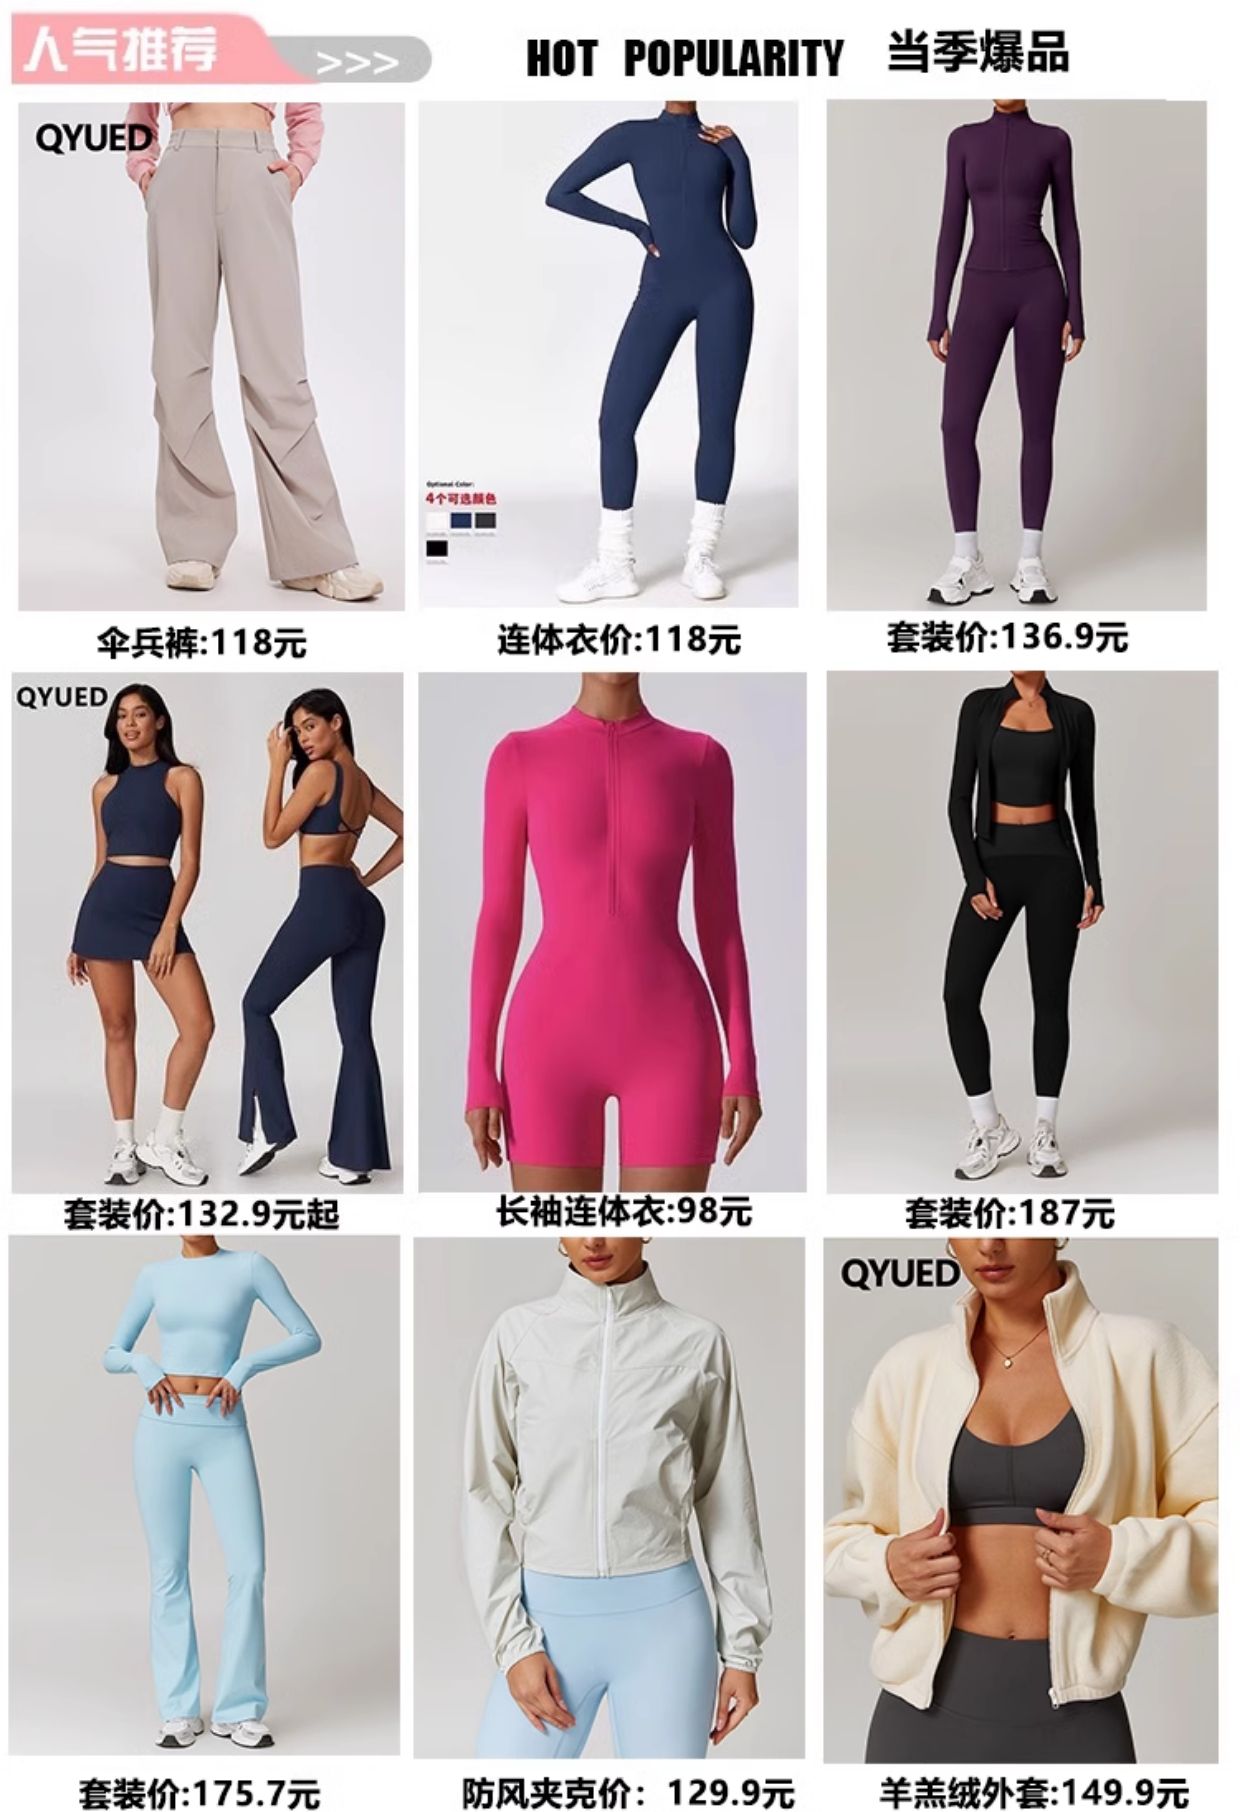 人气推荐 >>> HOT POPULARITY 当季爆品
QYUED
Optional Color:
4个可选颜色
伞兵裤:118元
连体衣价:118元
套装价:136.9元
QYUED
套装价:132.9元起
长袖连体衣:98元
套装价:187元
QYUED
套装价:175.7元
防风夹克价：129.9元
羊羔绒外套:149.9元